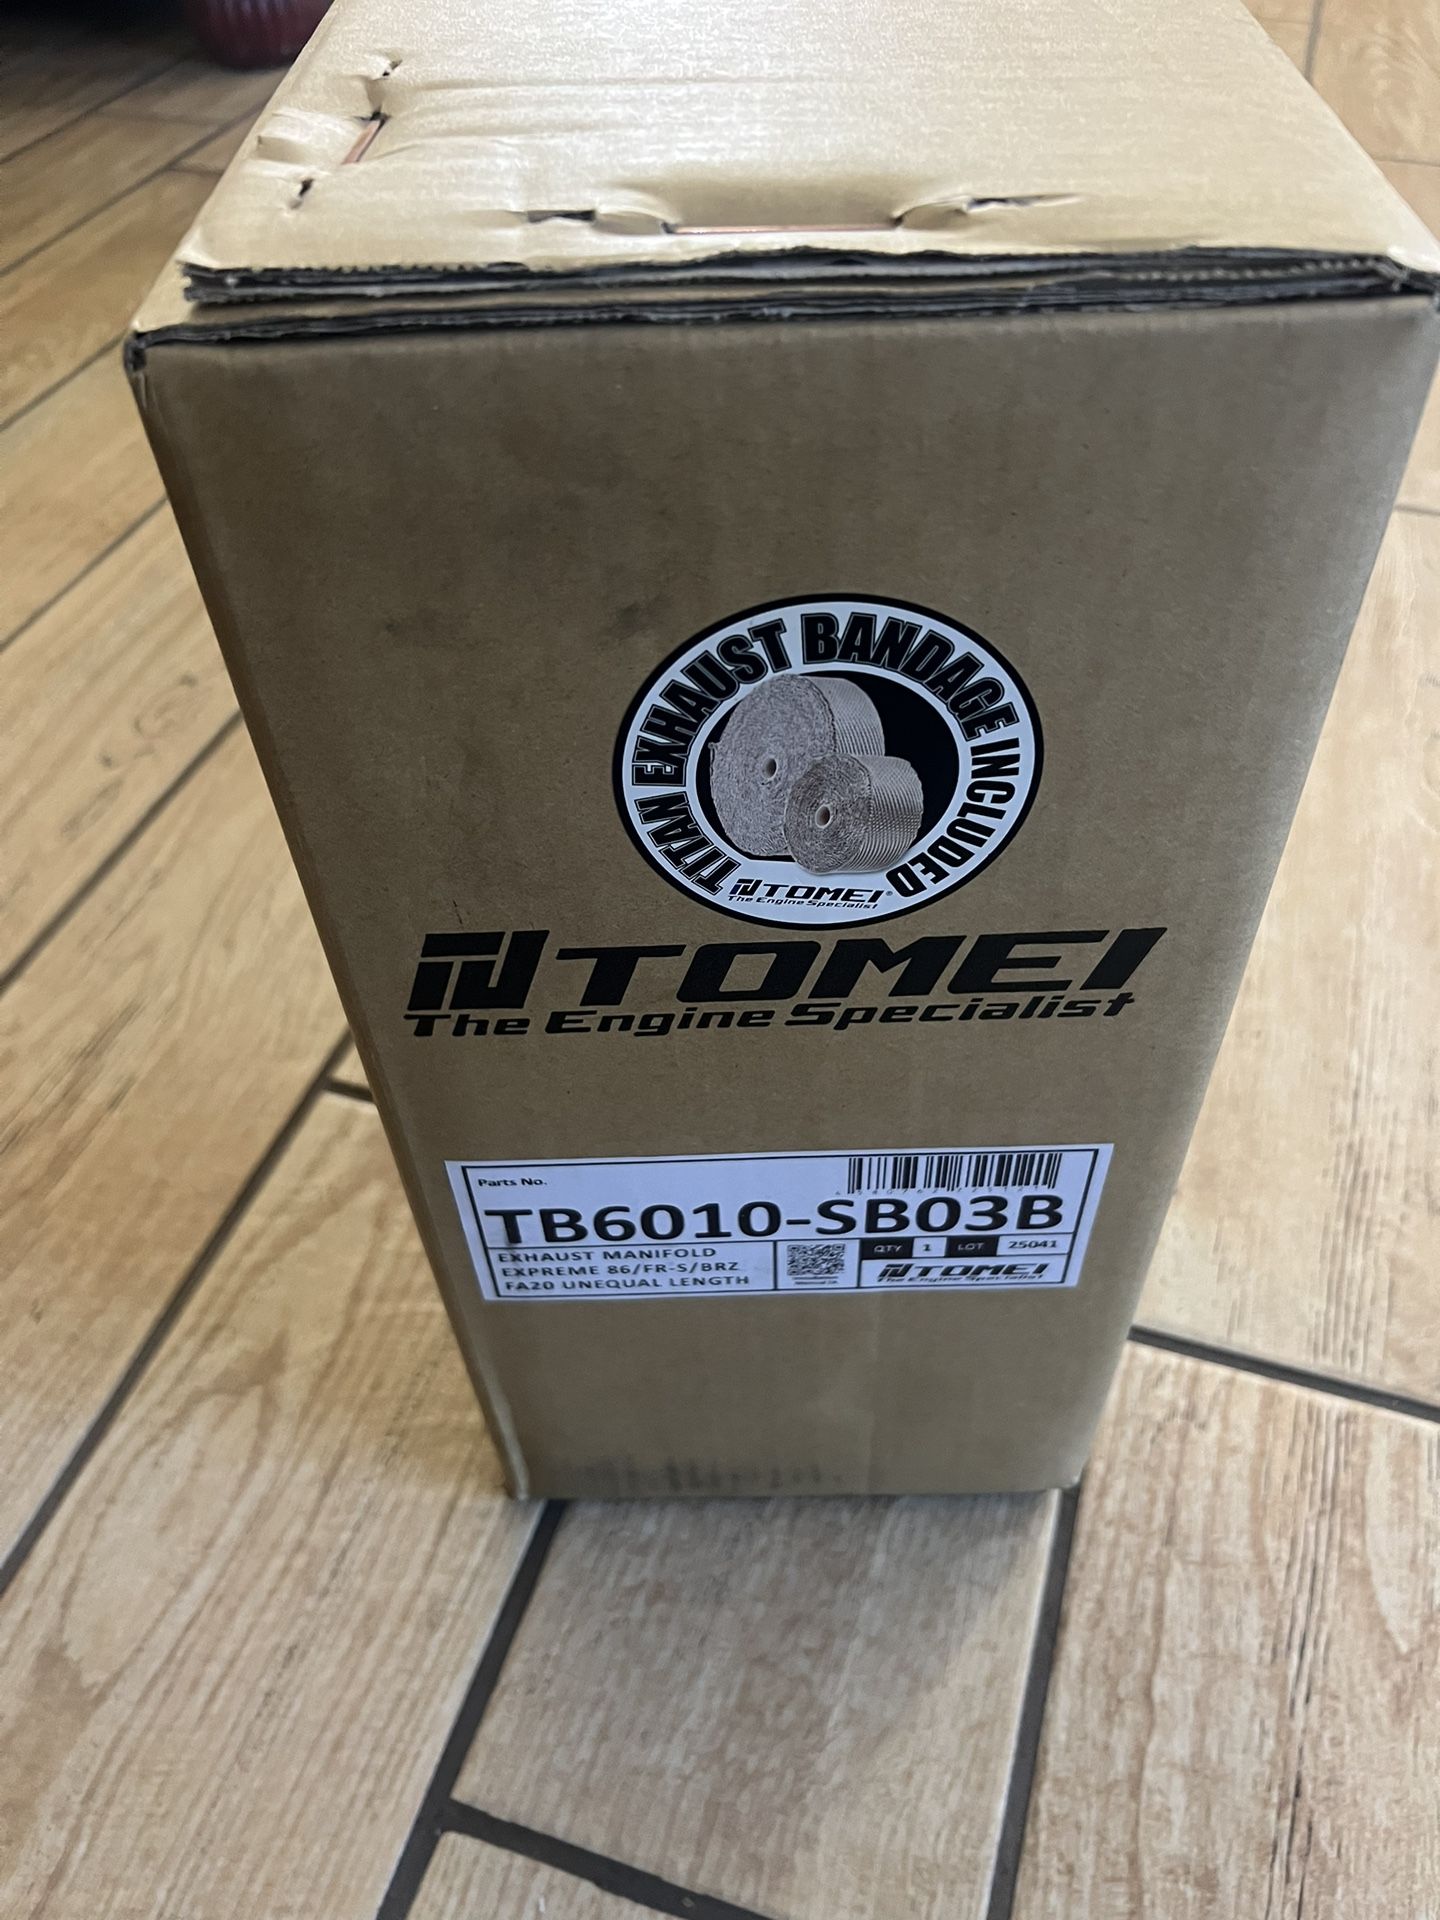 TITAN EXHAUST BANDAGE INCLUDED
TOMEI®
The Engine Specialist
TOMEI
The Engine Specialist
Parts No.
TB6010-SB03B
EXHAUST MANIFOLD
EXPREME 86/FR-S/BRZ
FA20 UNEQUAL LENGTH
QTY 1 LOT 25041
TOMEI
The Engine Specialist